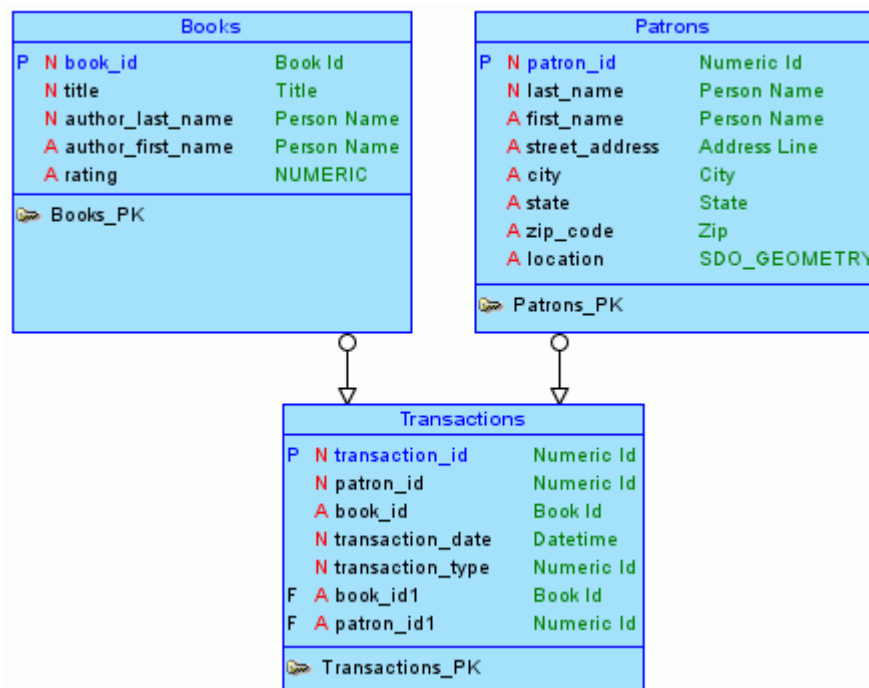 Books
P N book_id Book Id
N title Title
N author_last_name Person Name
A author_first_name Person Name
A rating NUMERIC
Books_PK
Patrons
P N patron_id Numeric Id
N last_name Person Name
A first_name Person Name
A street_address Address Line
A city City
A state State
A zip_code Zip
A location SDO_GEOMETRY
Patrons_PK
Transactions
P N transaction_id Numeric Id
N patron_id Numeric Id
A book_id Book Id
N transaction_date Datetime
N transaction_type Numeric Id
F A book_id1 Book Id
F A patron_id1 Numeric Id
Transactions_PK